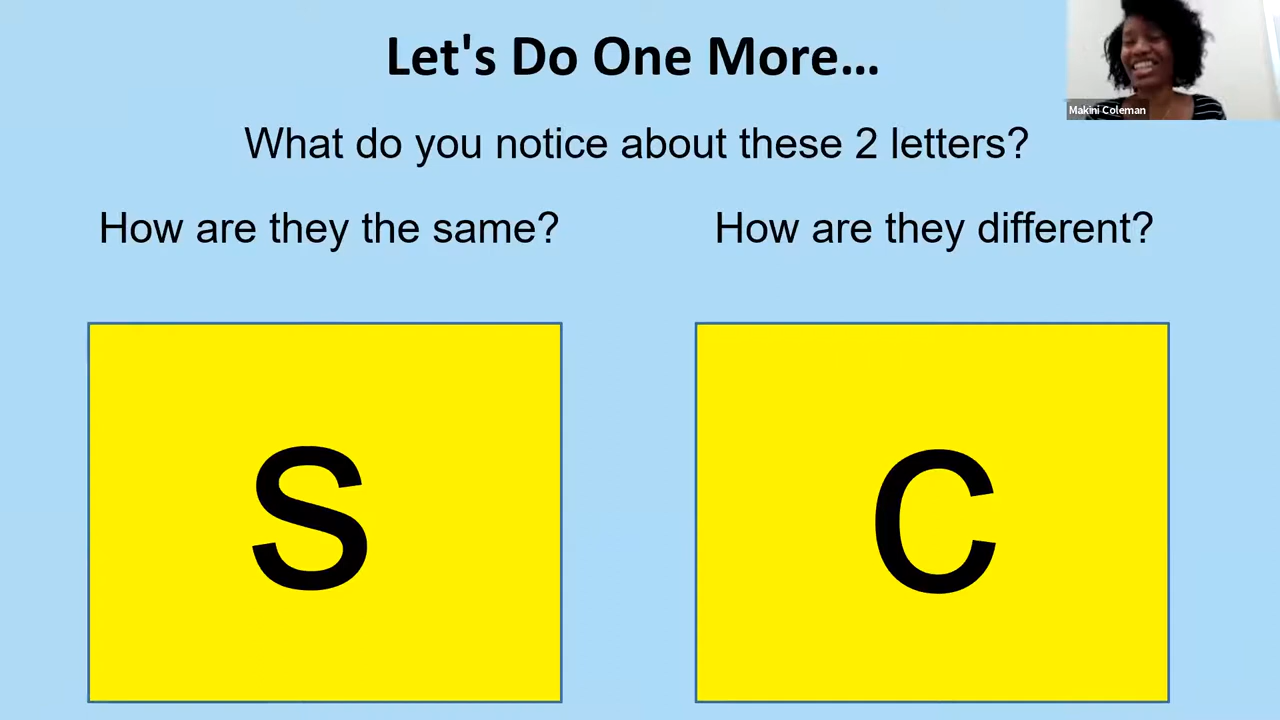 Let's Do One More...
Makini Coleman
What do you notice about these 2 letters?
How are they the same?
How are they different?
s
c